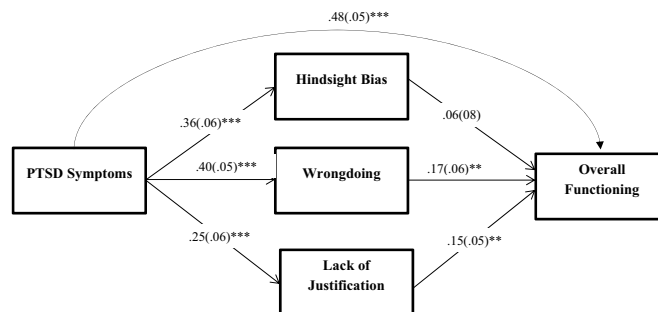 .48(.05)***
Hindsight Bias
.36(.06)***
.06(08)
PTSD Symptoms
.40(.05)***
Wrongdoing
.17(.06)**
Overall
Functioning
.25(.06)***
.15(.05)**
Lack of
Justification